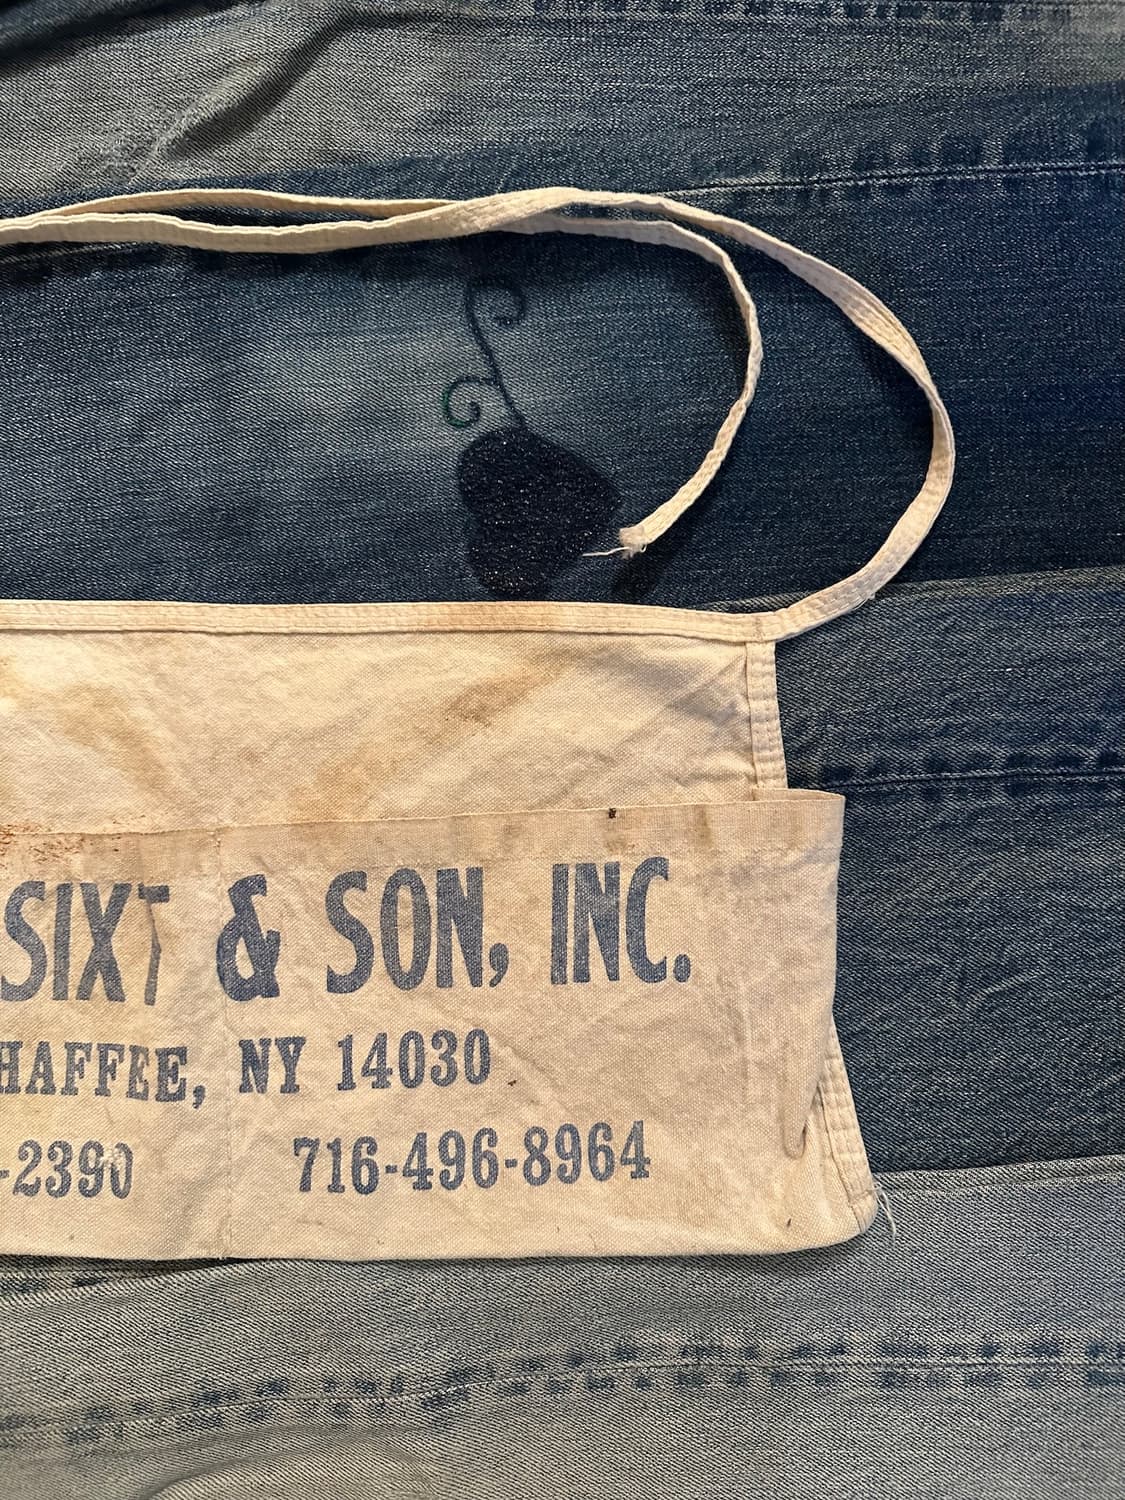 SIXT & SON, INC.
HAFFEE, NY 14030
-2390 716-496-8964